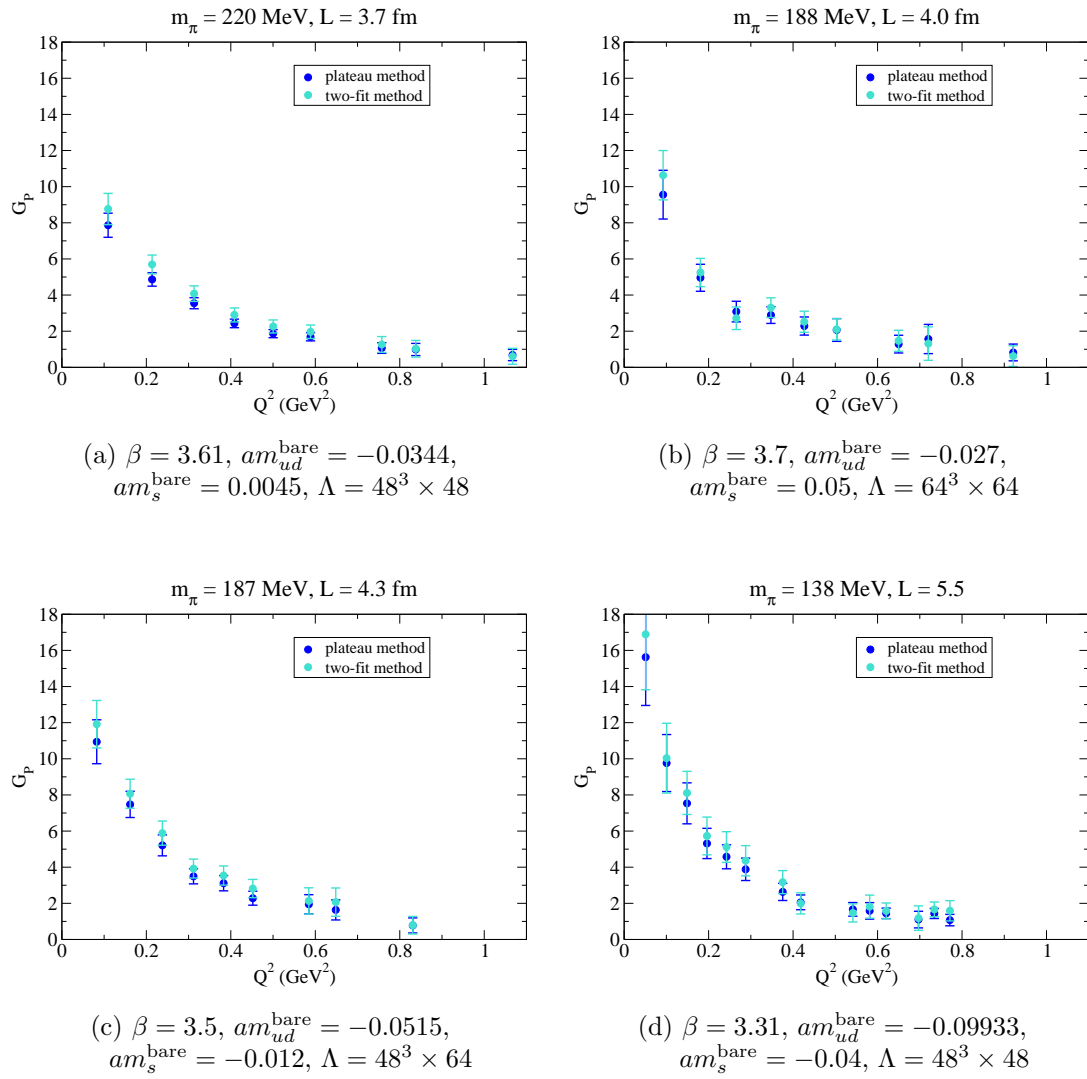 m_π = 220 MeV, L = 3.7 fm
18
16
14
12
10
8
6
4
2
0
G_P
plateau method
two-fit method
0 0.2 0.4 0.6 0.8 1
Q^2 (GeV^2)
(a) β = 3.61, am_{ud}^{bare} = −0.0344,
am_s^{bare} = 0.0045, Λ = 48^3 × 48
m_π = 188 MeV, L = 4.0 fm
18
16
14
12
10
8
6
4
2
0
G_P
plateau method
two-fit method
0 0.2 0.4 0.6 0.8 1
Q^2 (GeV^2)
(b) β = 3.7, am_{ud}^{bare} = −0.027,
am_s^{bare} = 0.05, Λ = 64^3 × 64
m_π = 187 MeV, L = 4.3 fm
18
16
14
12
10
8
6
4
2
0
G_P
plateau method
two-fit method
0 0.2 0.4 0.6 0.8 1
Q^2 (GeV^2)
(c) β = 3.5, am_{ud}^{bare} = −0.0515,
am_s^{bare} = −0.012, Λ = 48^3 × 64
m_π = 138 MeV, L = 5.5
18
16
14
12
10
8
6
4
2
0
G_P
plateau method
two-fit method
0 0.2 0.4 0.6 0.8 1
Q^2 (GeV^2)
(d) β = 3.31, am_{ud}^{bare} = −0.09933,
am_s^{bare} = −0.04, Λ = 48^3 × 48